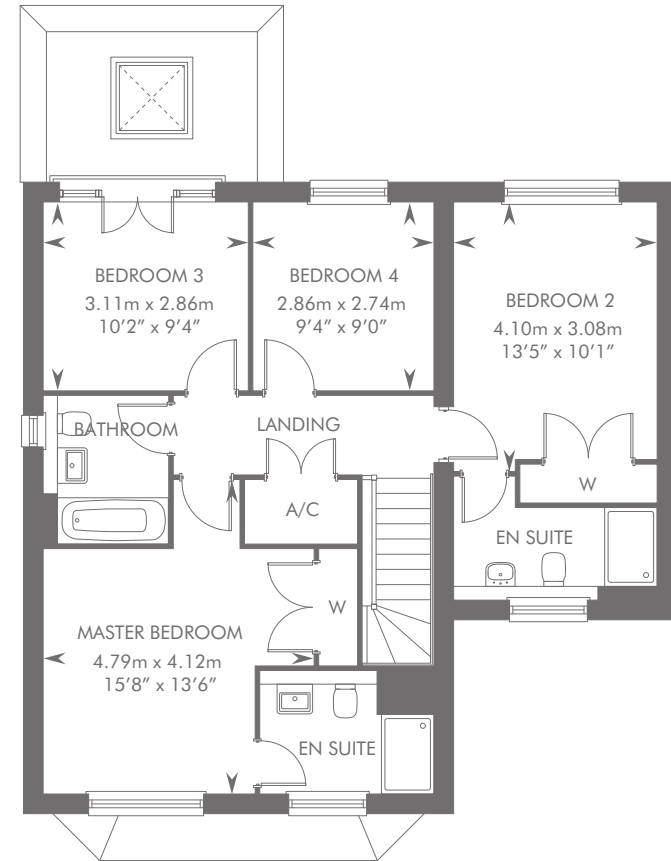 BEDROOM 3
3.11m x 2.86m
10’2” x 9’4”
BEDROOM 4
2.86m x 2.74m
9’4” x 9’0”
BEDROOM 2
4.10m x 3.08m
13’5” x 10’1”
BATHROOM
LANDING
W
A/C
EN SUITE
W
MASTER BEDROOM
4.79m x 4.12m
15’8” x 13’6”
EN SUITE